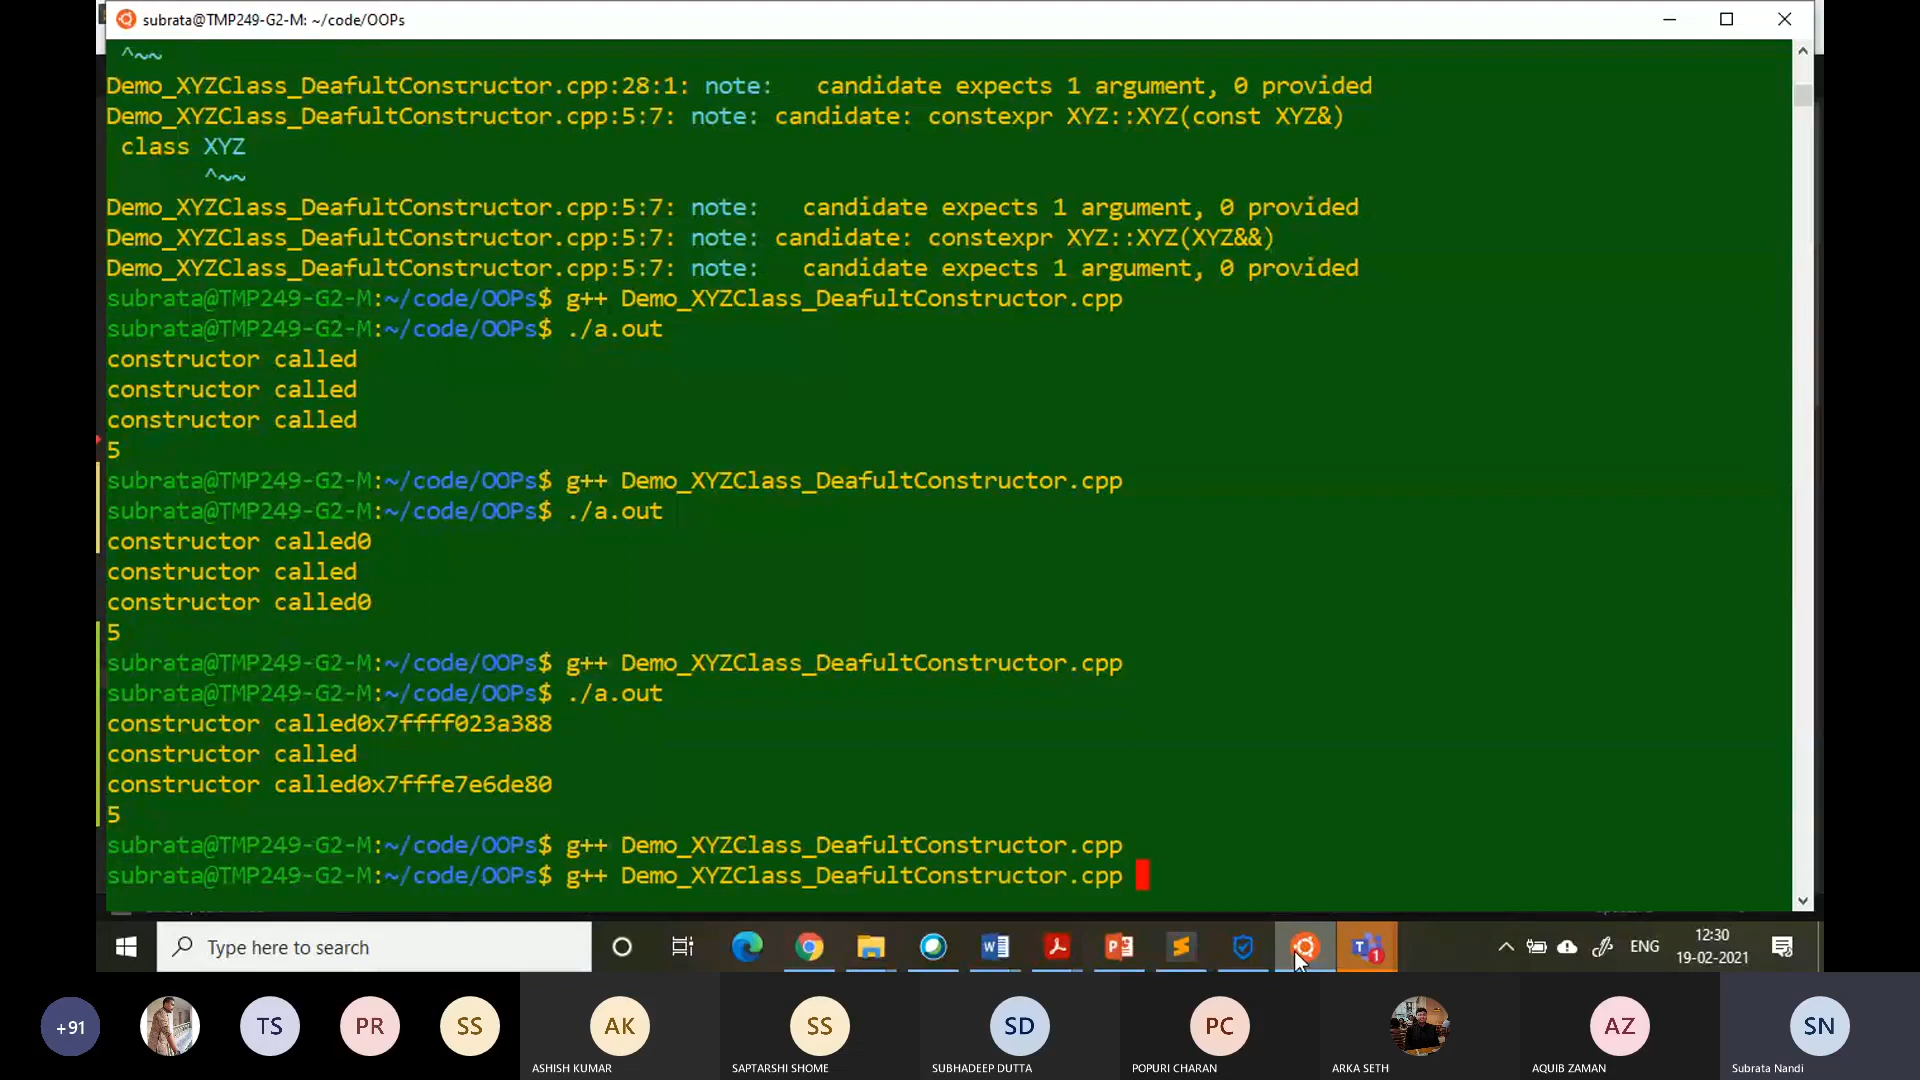 subrata@TMP249-G2-M: ~/code/OOPs
^~~
Demo_XYZClass_DeafultConstructor.cpp:28:1: note:   candidate expects 1 argument, 0 provided
Demo_XYZClass_DeafultConstructor.cpp:5:7: note: candidate: constexpr XYZ::XYZ(const XYZ&)
class XYZ
^~~
Demo_XYZClass_DeafultConstructor.cpp:5:7: note:   candidate expects 1 argument, 0 provided
Demo_XYZClass_DeafultConstructor.cpp:5:7: note: candidate: constexpr XYZ::XYZ(XYZ&&)
Demo_XYZClass_DeafultConstructor.cpp:5:7: note:   candidate expects 1 argument, 0 provided
subrata@TMP249-G2-M:~/code/OOPs$ g++ Demo_XYZClass_DeafultConstructor.cpp
subrata@TMP249-G2-M:~/code/OOPs$ ./a.out
constructor called
constructor called
constructor called
5
subrata@TMP249-G2-M:~/code/OOPs$ g++ Demo_XYZClass_DeafultConstructor.cpp
subrata@TMP249-G2-M:~/code/OOPs$ ./a.out
constructor called0
constructor called
constructor called0
5
subrata@TMP249-G2-M:~/code/OOPs$ g++ Demo_XYZClass_DeafultConstructor.cpp
subrata@TMP249-G2-M:~/code/OOPs$ ./a.out
constructor called0x7ffff023a388
constructor called
constructor called0x7fffe7e6de80
5
subrata@TMP249-G2-M:~/code/OOPs$ g++ Demo_XYZClass_DeafultConstructor.cpp
subrata@TMP249-G2-M:~/code/OOPs$ g++ Demo_XYZClass_DeafultConstructor.cpp
Type here to search
1
ENG
12:30
19-02-2021
+91
TS
PR
SS
AK
SS
SD
PC
AZ
SN
ASHISH KUMAR
SAPTARSHI SHOME
SUBHADEEP DUTTA
POPURI CHARAN
ARKA SETH
AQUIB ZAMAN
Subrata Nandi